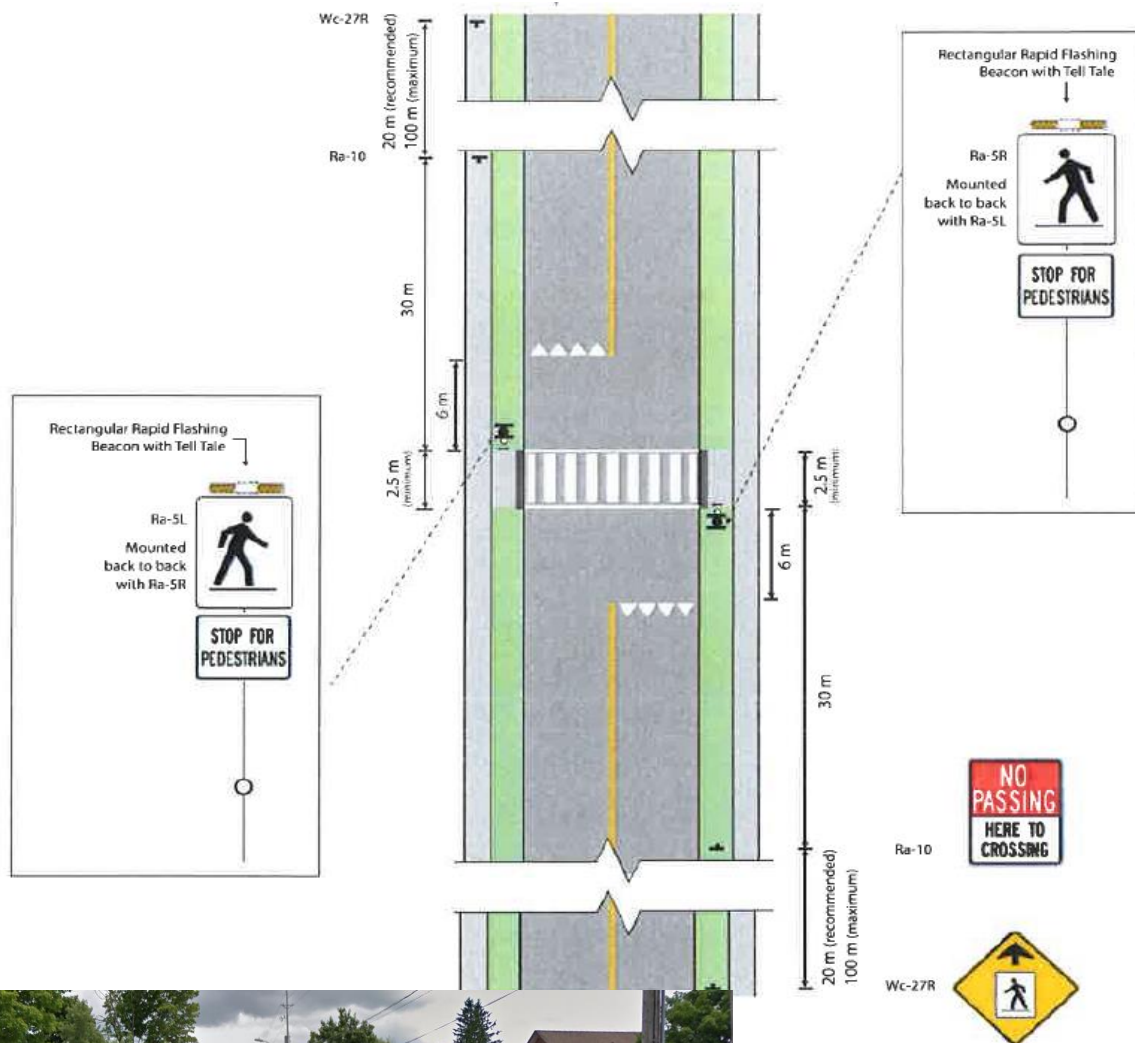 Wc-27R
20 m (recommended)
100 m (maximum)
Ra-10
30 m
6 m
2.5 m
(minimum)
Rectangular Rapid Flashing
Beacon with Tell Tale
Ra-5R
Mounted
back to back
with Ra-5L
STOP FOR
PEDESTRIANS
Rectangular Rapid Flashing
Beacon with Tell Tale
Ra-5L
Mounted
back to back
with Ra-5R
STOP FOR
PEDESTRIANS
2.5 m
(minimum)
6 m
30 m
20 m (recommended)
100 m (maximum)
Ra-10
NO
PASSING
HERE TO
CROSSING
Wc-27R